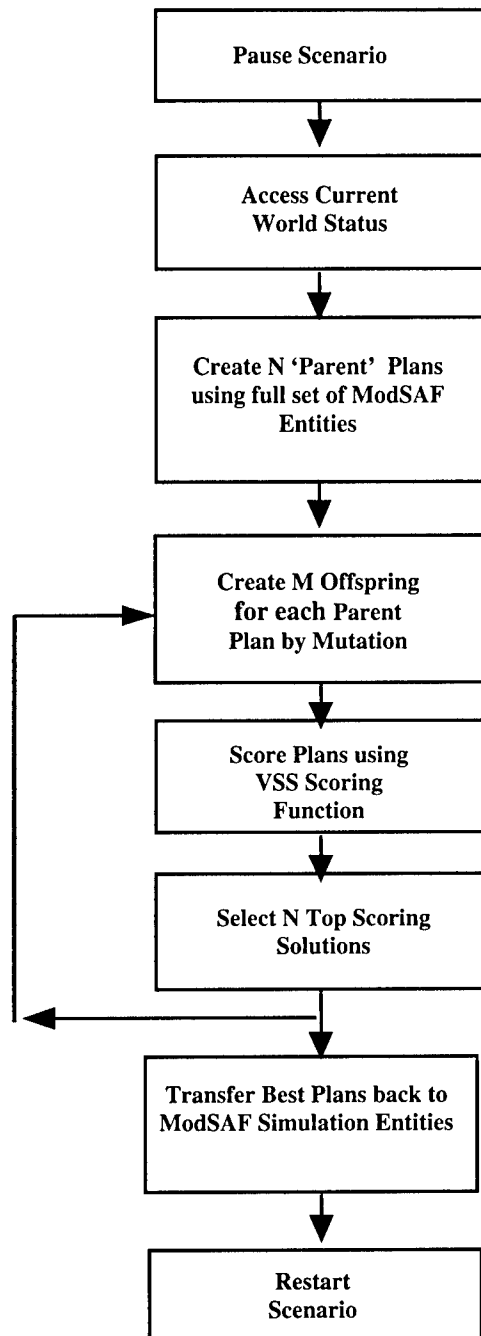 Pause Scenario
Access Current
World Status
Create N ‘Parent’ Plans
using full set of ModSAF
Entities
Create M Offspring
for each Parent
Plan by Mutation
Score Plans using
VSS Scoring
Function
Select N Top Scoring
Solutions
Transfer Best Plans back to
ModSAF Simulation Entities
Restart
Scenario